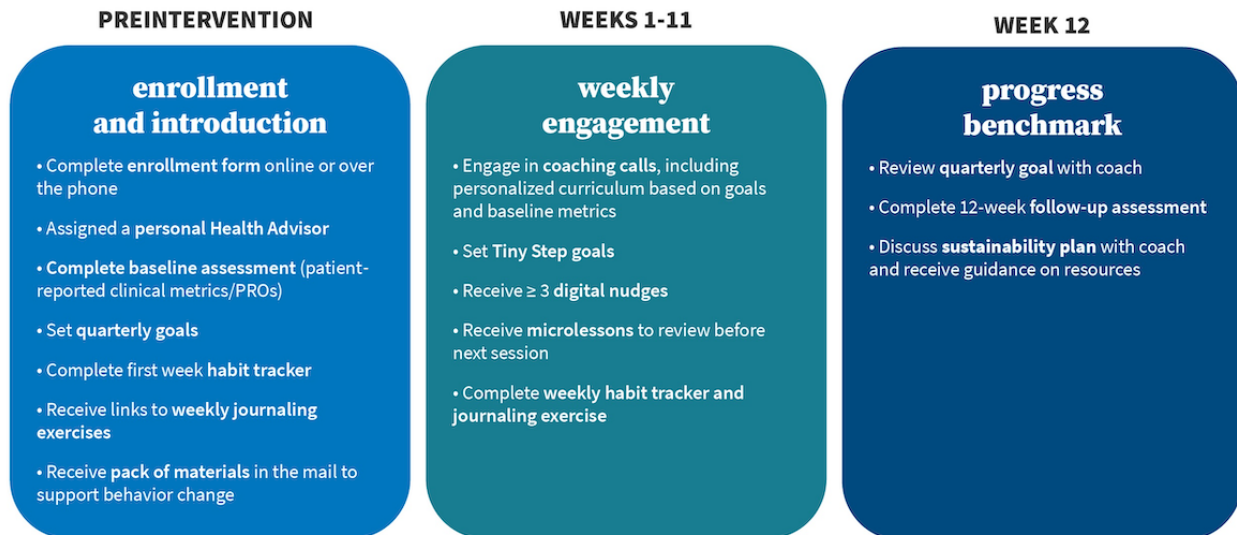 PREINTERVENTION
enrollment
and introduction
• Complete enrollment form online or over
the phone
• Assigned a personal Health Advisor
• Complete baseline assessment (patient-
reported clinical metrics/PROs)
• Set quarterly goals
• Complete first week habit tracker
• Receive links to weekly journaling
exercises
• Receive pack of materials in the mail to
support behavior change
WEEKS 1-11
weekly
engagement
• Engage in coaching calls, including
personalized curriculum based on goals
and baseline metrics
• Set Tiny Step goals
• Receive ≥ 3 digital nudges
• Receive microlessons to review before
next session
• Complete weekly habit tracker and
journaling exercise
WEEK 12
progress
benchmark
• Review quarterly goal with coach
• Complete 12-week follow-up assessment
• Discuss sustainability plan with coach
and receive guidance on resources